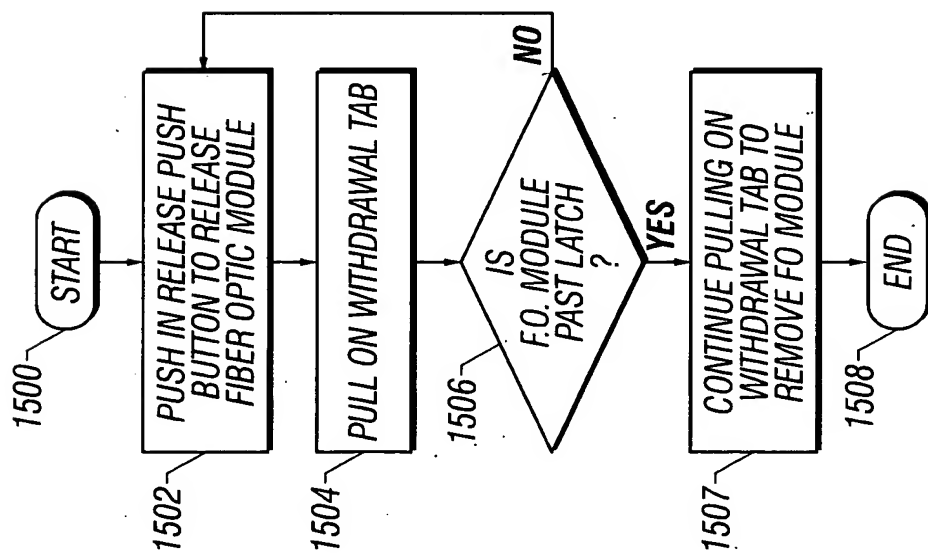 START
1500
PUSH IN RELEASE PUSH
BUTTON TO RELEASE
FIBER OPTIC MODULE
1502
PULL ON WITHDRAWAL TAB
1504
IS
F.O. MODULE
PAST LATCH
?
1506
NO
YES
CONTINUE PULLING ON
WITHDRAWAL TAB TO
REMOVE FO MODULE
1507
END
1508